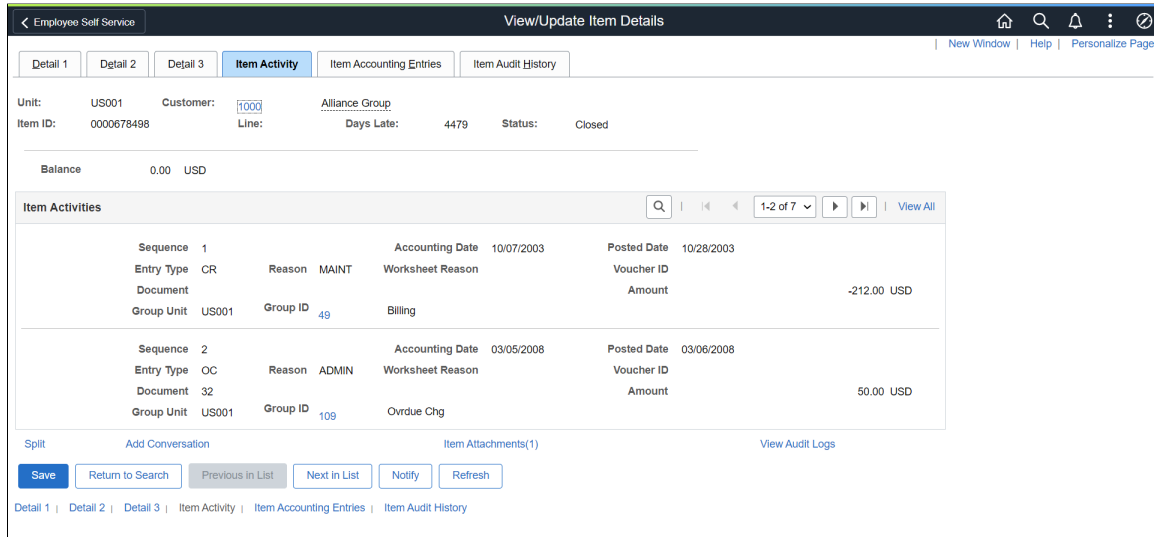 Employee Self Service View/Update Item Details
New Window | Help | Personalize Page
Detail 1 Detail 2 Detail 3 Item Activity Item Accounting Entries Item Audit History
Unit: US001 Customer: 1000 Alliance Group
Item ID: 0000678498 Line: Days Late: 4479 Status: Closed
Balance 0.00 USD
Item Activities 1-2 of 7 | View All
Sequence 1 Accounting Date 10/07/2003 Posted Date 10/28/2003
Entry Type CR Reason MAINT Worksheet Reason Voucher ID
Document Amount -212.00 USD
Group Unit US001 Group ID 49 Billing
Sequence 2 Accounting Date 03/05/2008 Posted Date 03/06/2008
Entry Type OC Reason ADMIN Worksheet Reason Voucher ID
Document 32 Amount 50.00 USD
Group Unit US001 Group ID 109 Ovrdue Chg
Split Add Conversation Item Attachments(1) View Audit Logs
Save Return to Search Previous in List Next in List Notify Refresh
Detail 1 | Detail 2 | Detail 3 | Item Activity | Item Accounting Entries | Item Audit History